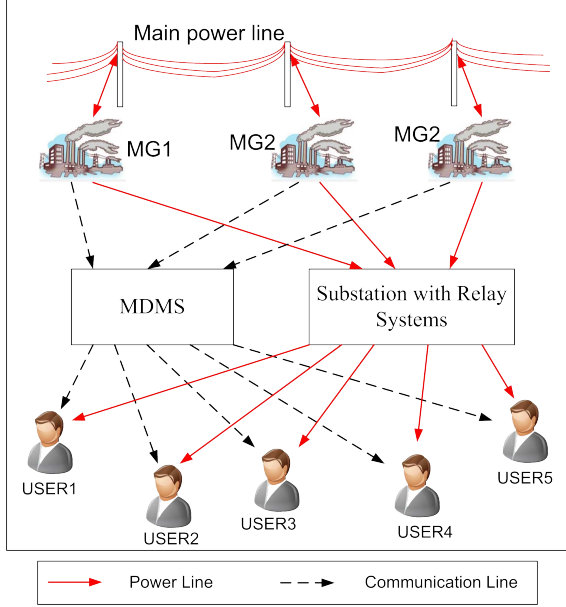 Main power line
MG1
MG2
MG2
MDMS
Substation with Relay
Systems
USER1
USER2
USER3
USER4
USER5
Power Line
Communication Line